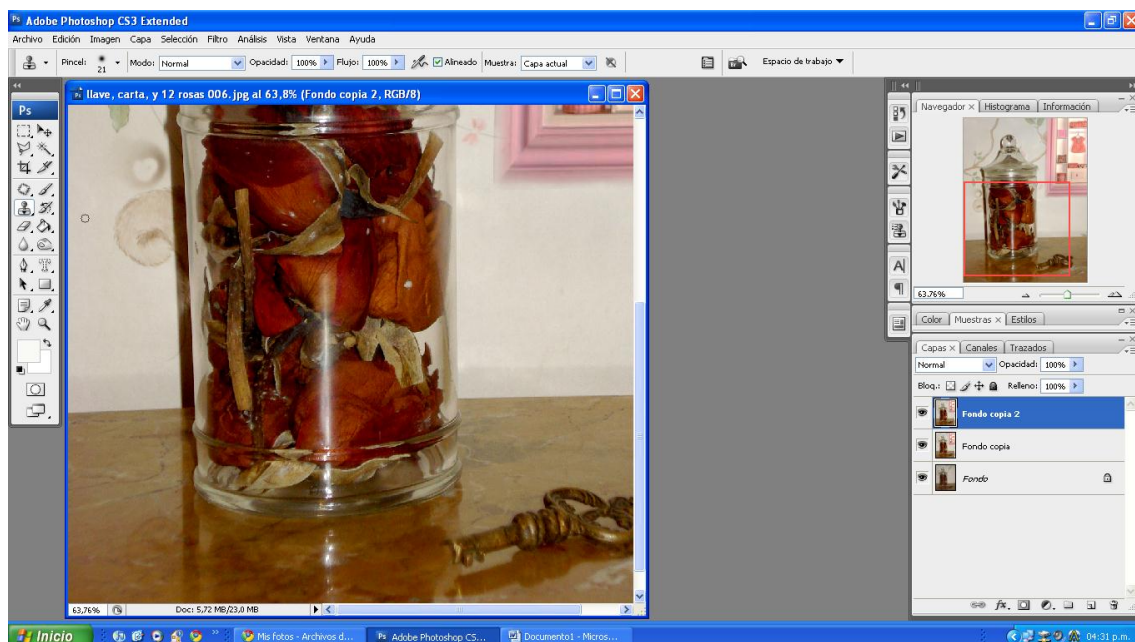 Ps Adobe Photoshop CS3 Extended
Archivo Edición Imagen Capa Selección Filtro Análisis Vista Ventana Ayuda
Pincel: 21 Modo: Normal Opacidad: 100% Flujo: 100% Alineado Muestra: Capa actual Espacio de trabajo
llave, carta, y 12 rosas 006.jpg al 63,8% (Fondo copia 2, RGB/8)
Ps
Navegador Histograma Información
63.76%
Color Muestras Estilos
Capas Canales Trazados
Normal Opacidad: 100%
Bloq.: Relleno: 100%
Fondo copia 2
Fondo copia
Fondo
63,76% Doc: 5,72 MB/23,0 MB
Inicio Mis fotos - Archivos d... Ps Adobe Photoshop CS... Documento1 - Micros... 04:31 p.m.